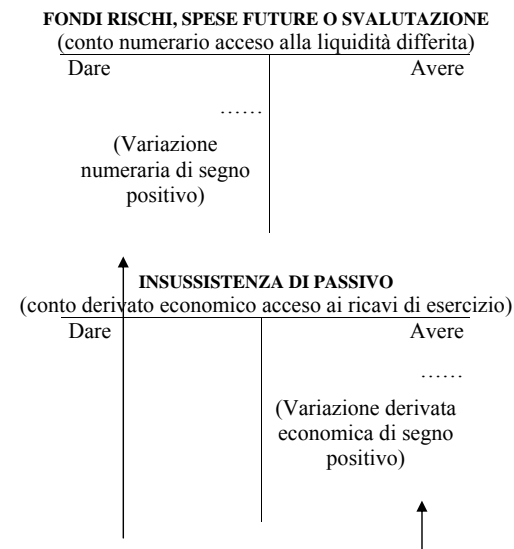 FONDI RISCHI, SPESE FUTURE O SVALUTAZIONE
(conto numerario acceso alla liquidità differita)
Dare Avere
……
(Variazione
numeraria di segno
positivo)
INSUSSISTENZA DI PASSIVO
(conto derivato economico acceso ai ricavi di esercizio)
Dare Avere
……
(Variazione derivata
economica di segno
positivo)